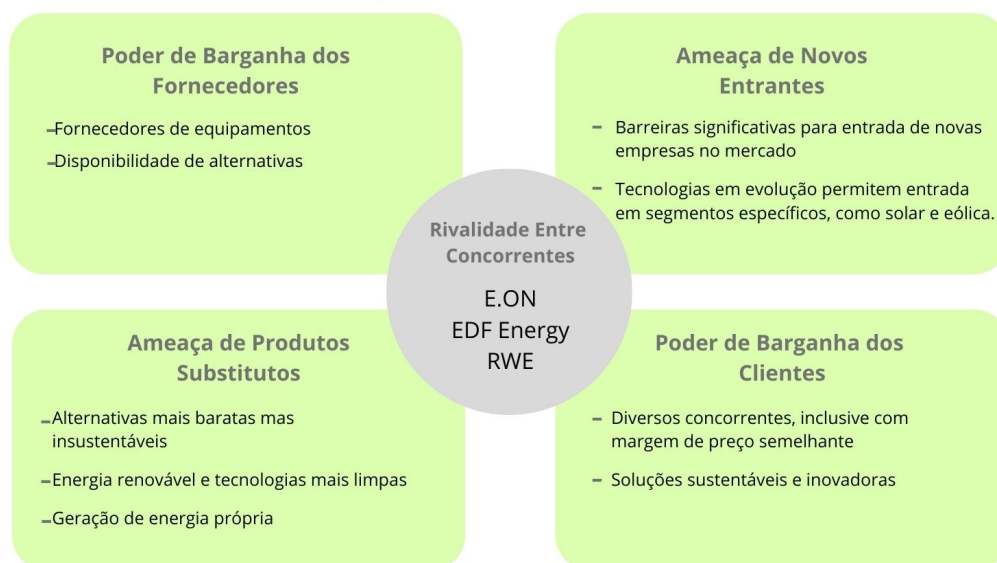 Poder de Barganha dos
Fornecedores
-Fornecedores de equipamentos
-Disponibilidade de alternativas
Ameaça de Novos
Entrantes
- Barreiras significativas para entrada de novas
empresas no mercado
- Tecnologias em evolução permitem entrada
em segmentos específicos, como solar e eólica.
Rivalidade Entre
Concorrentes
E.ON
EDF Energy
RWE
Ameaça de Produtos
Substitutos
-Alternativas mais baratas mas
insustentáveis
-Energia renovável e tecnologias mais limpas
-Geração de energia própria
Poder de Barganha dos
Clientes
- Diversos concorrentes, inclusive com
margem de preço semelhante
- Soluções sustentáveis e inovadoras